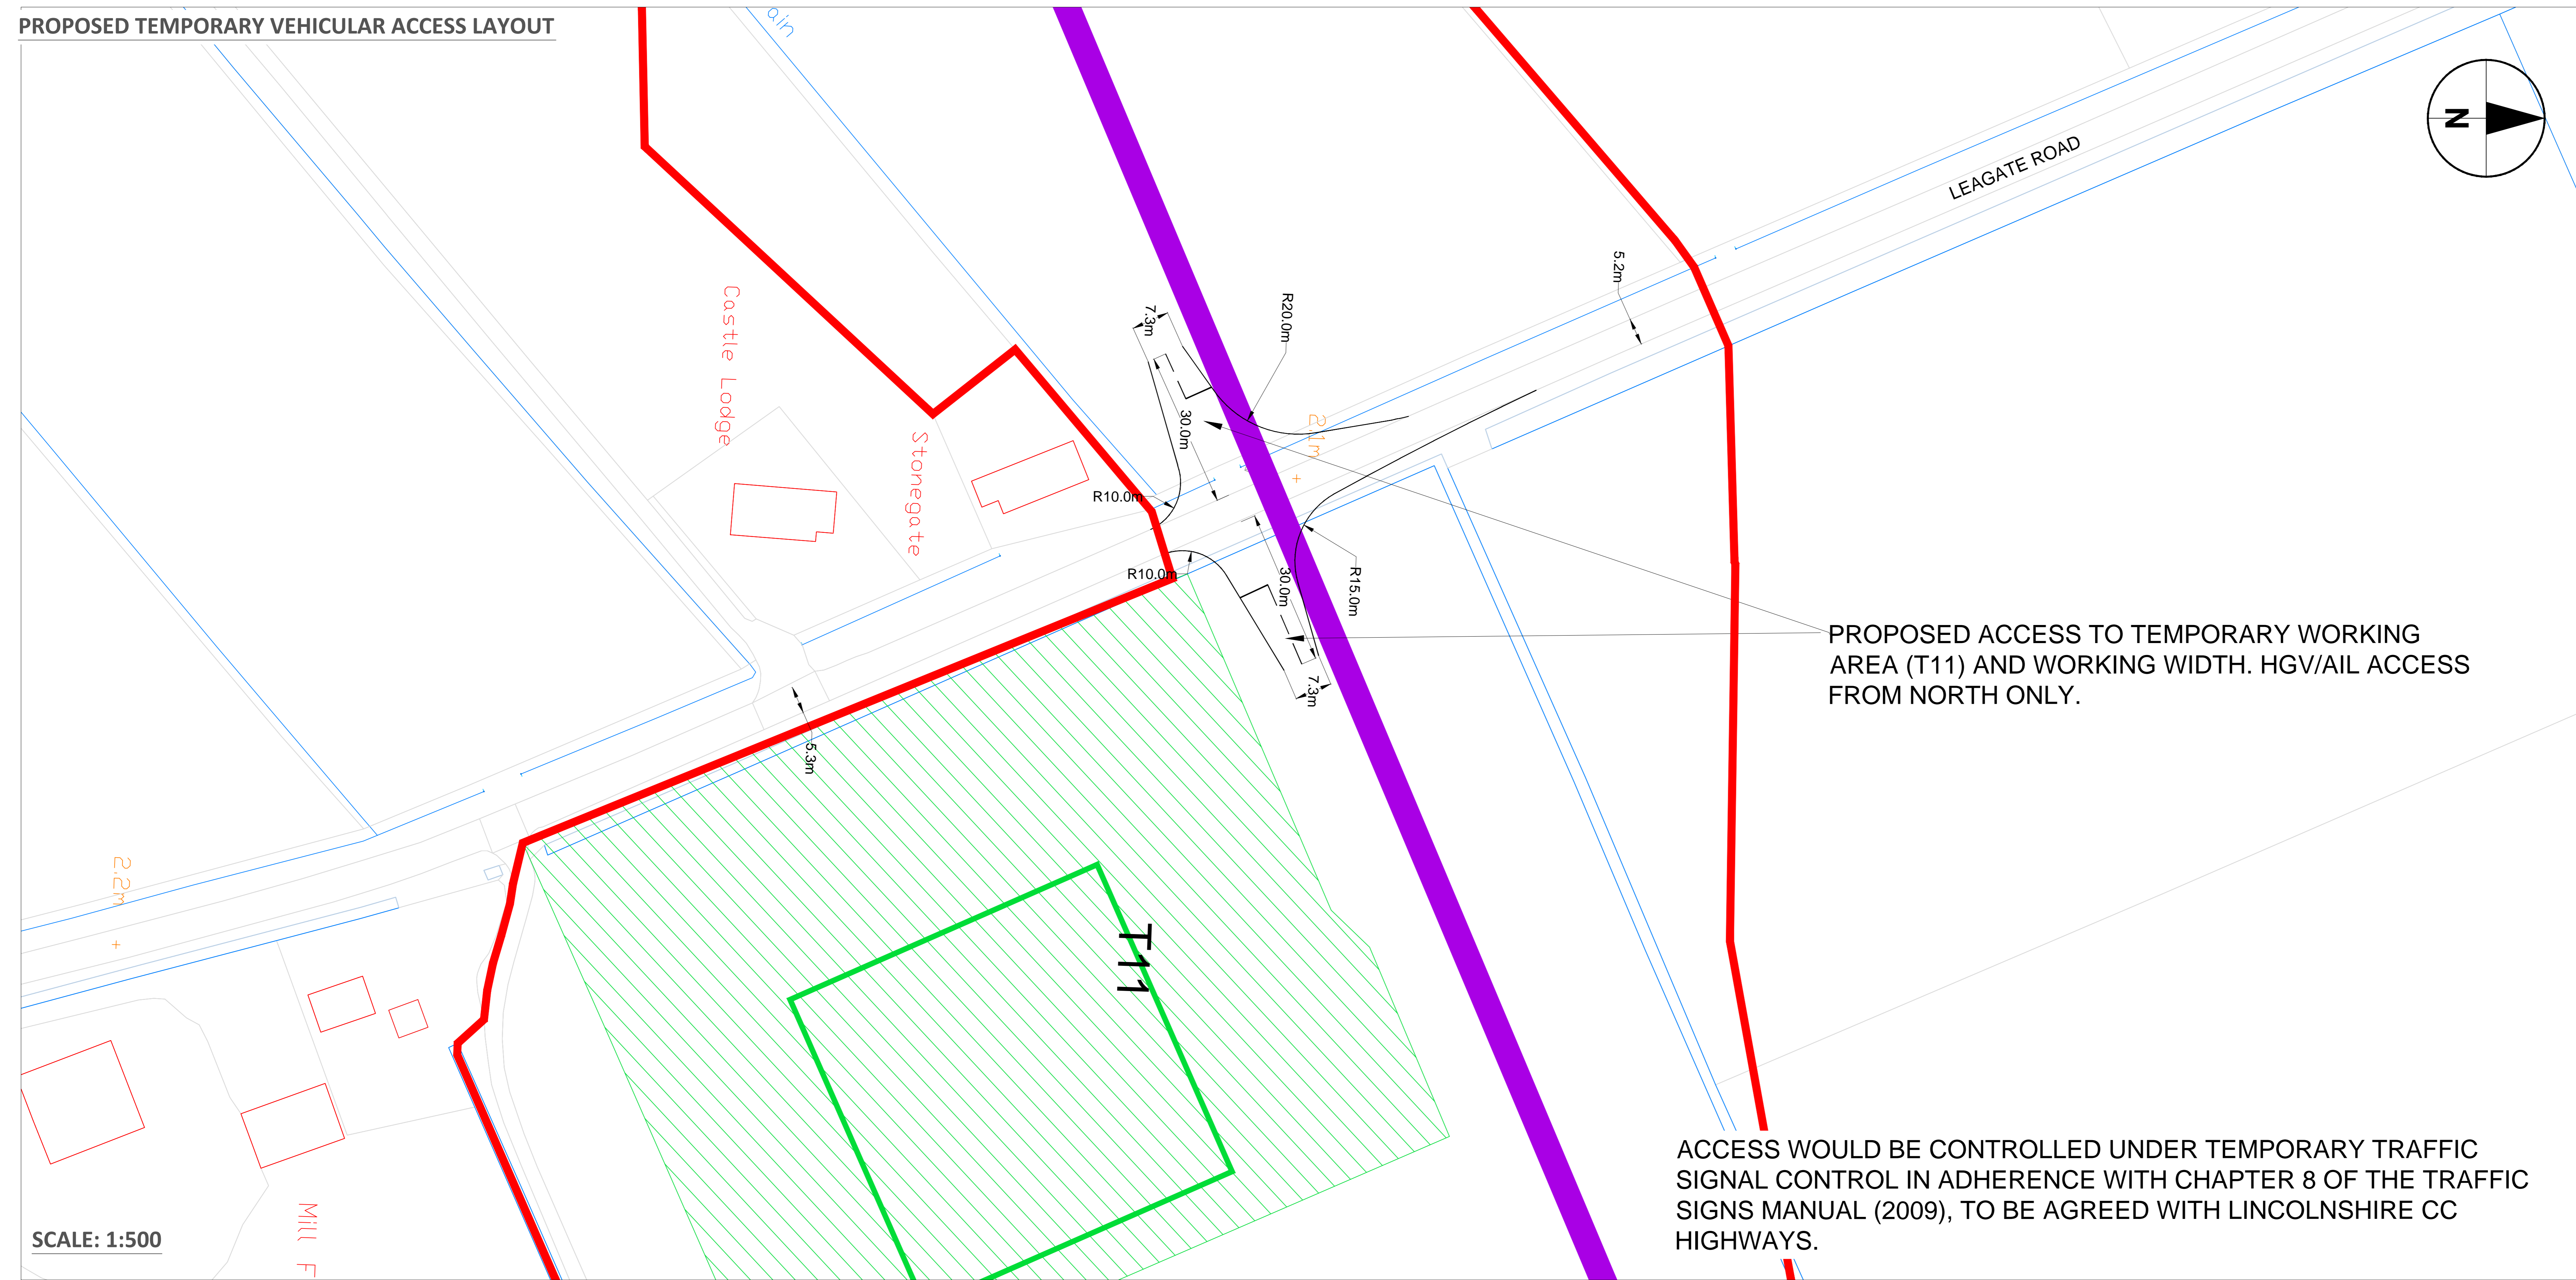 PROPOSED TEMPORARY VEHICULAR ACCESS LAYOUT
ain
N
LEAGATE ROAD
5.2m
R20.0m
7.3m
30.0m
2.1m
Castle Lodge
Stonegate
R10.0m
R10.0m
30.0m
R15.0m
7.3m
PROPOSED ACCESS TO TEMPORARY WORKING
AREA (T11) AND WORKING WIDTH. HGV/AIL ACCESS
FROM NORTH ONLY.
5.3m
2.2m
T11
ACCESS WOULD BE CONTROLLED UNDER TEMPORARY TRAFFIC
SIGNAL CONTROL IN ADHERENCE WITH CHAPTER 8 OF THE TRAFFIC
SIGNS MANUAL (2009), TO BE AGREED WITH LINCOLNSHIRE CC
HIGHWAYS.
Mill F
SCALE: 1:500